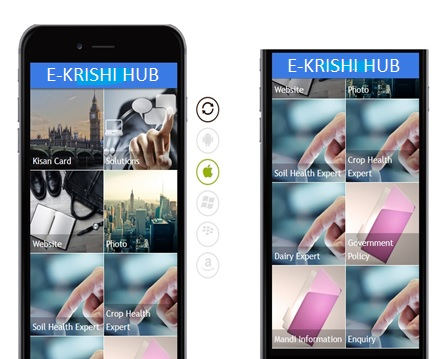 E-KRISHI HUB
Kisan Card
Solutions
Website
Photo
Soil Health Expert
Crop Health
Expert
E-KRISHI HUB
Website
Photo
Soil Health Expert
Crop Health
Expert
Dairy Expert
Government
Policy
Mandi Information
Enquiry
a